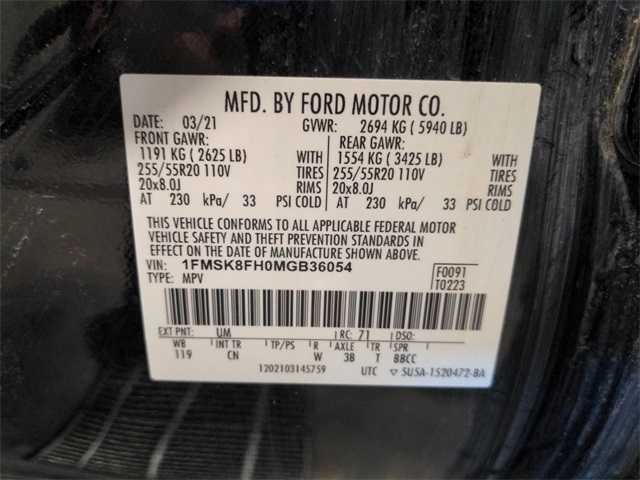 MFD. BY FORD MOTOR CO.
DATE: 03/21 GVWR: 2694 KG ( 5940 LB)
FRONT GAWR: REAR GAWR:
1191 KG ( 2625 LB) WITH 1554 KG ( 3425 LB) WITH
255/55R20 110V TIRES 255/55R20 110V TIRES
20x8.0J RIMS 20x8.0J RIMS
AT 230 kPa/ 33 PSI COLD AT 230 kPa/ 33 PSI COLD
THIS VEHICLE CONFORMS TO ALL APPLICABLE FEDERAL MOTOR
VEHICLE SAFETY AND THEFT PREVENTION STANDARDS IN
EFFECT ON THE DATE OF MANUFACTURE SHOWN ABOVE.
VIN: 1FMSK8FH0MGB36054 F0091
TYPE: MPV T0223
EXT PNT: UM RC: 71 DSO:
WB INT TR TP/PS R AXLE TR SPR
119 CN W 3B T BBCC
1202103145759 UTC ▽ 5U5A-1520472-BA